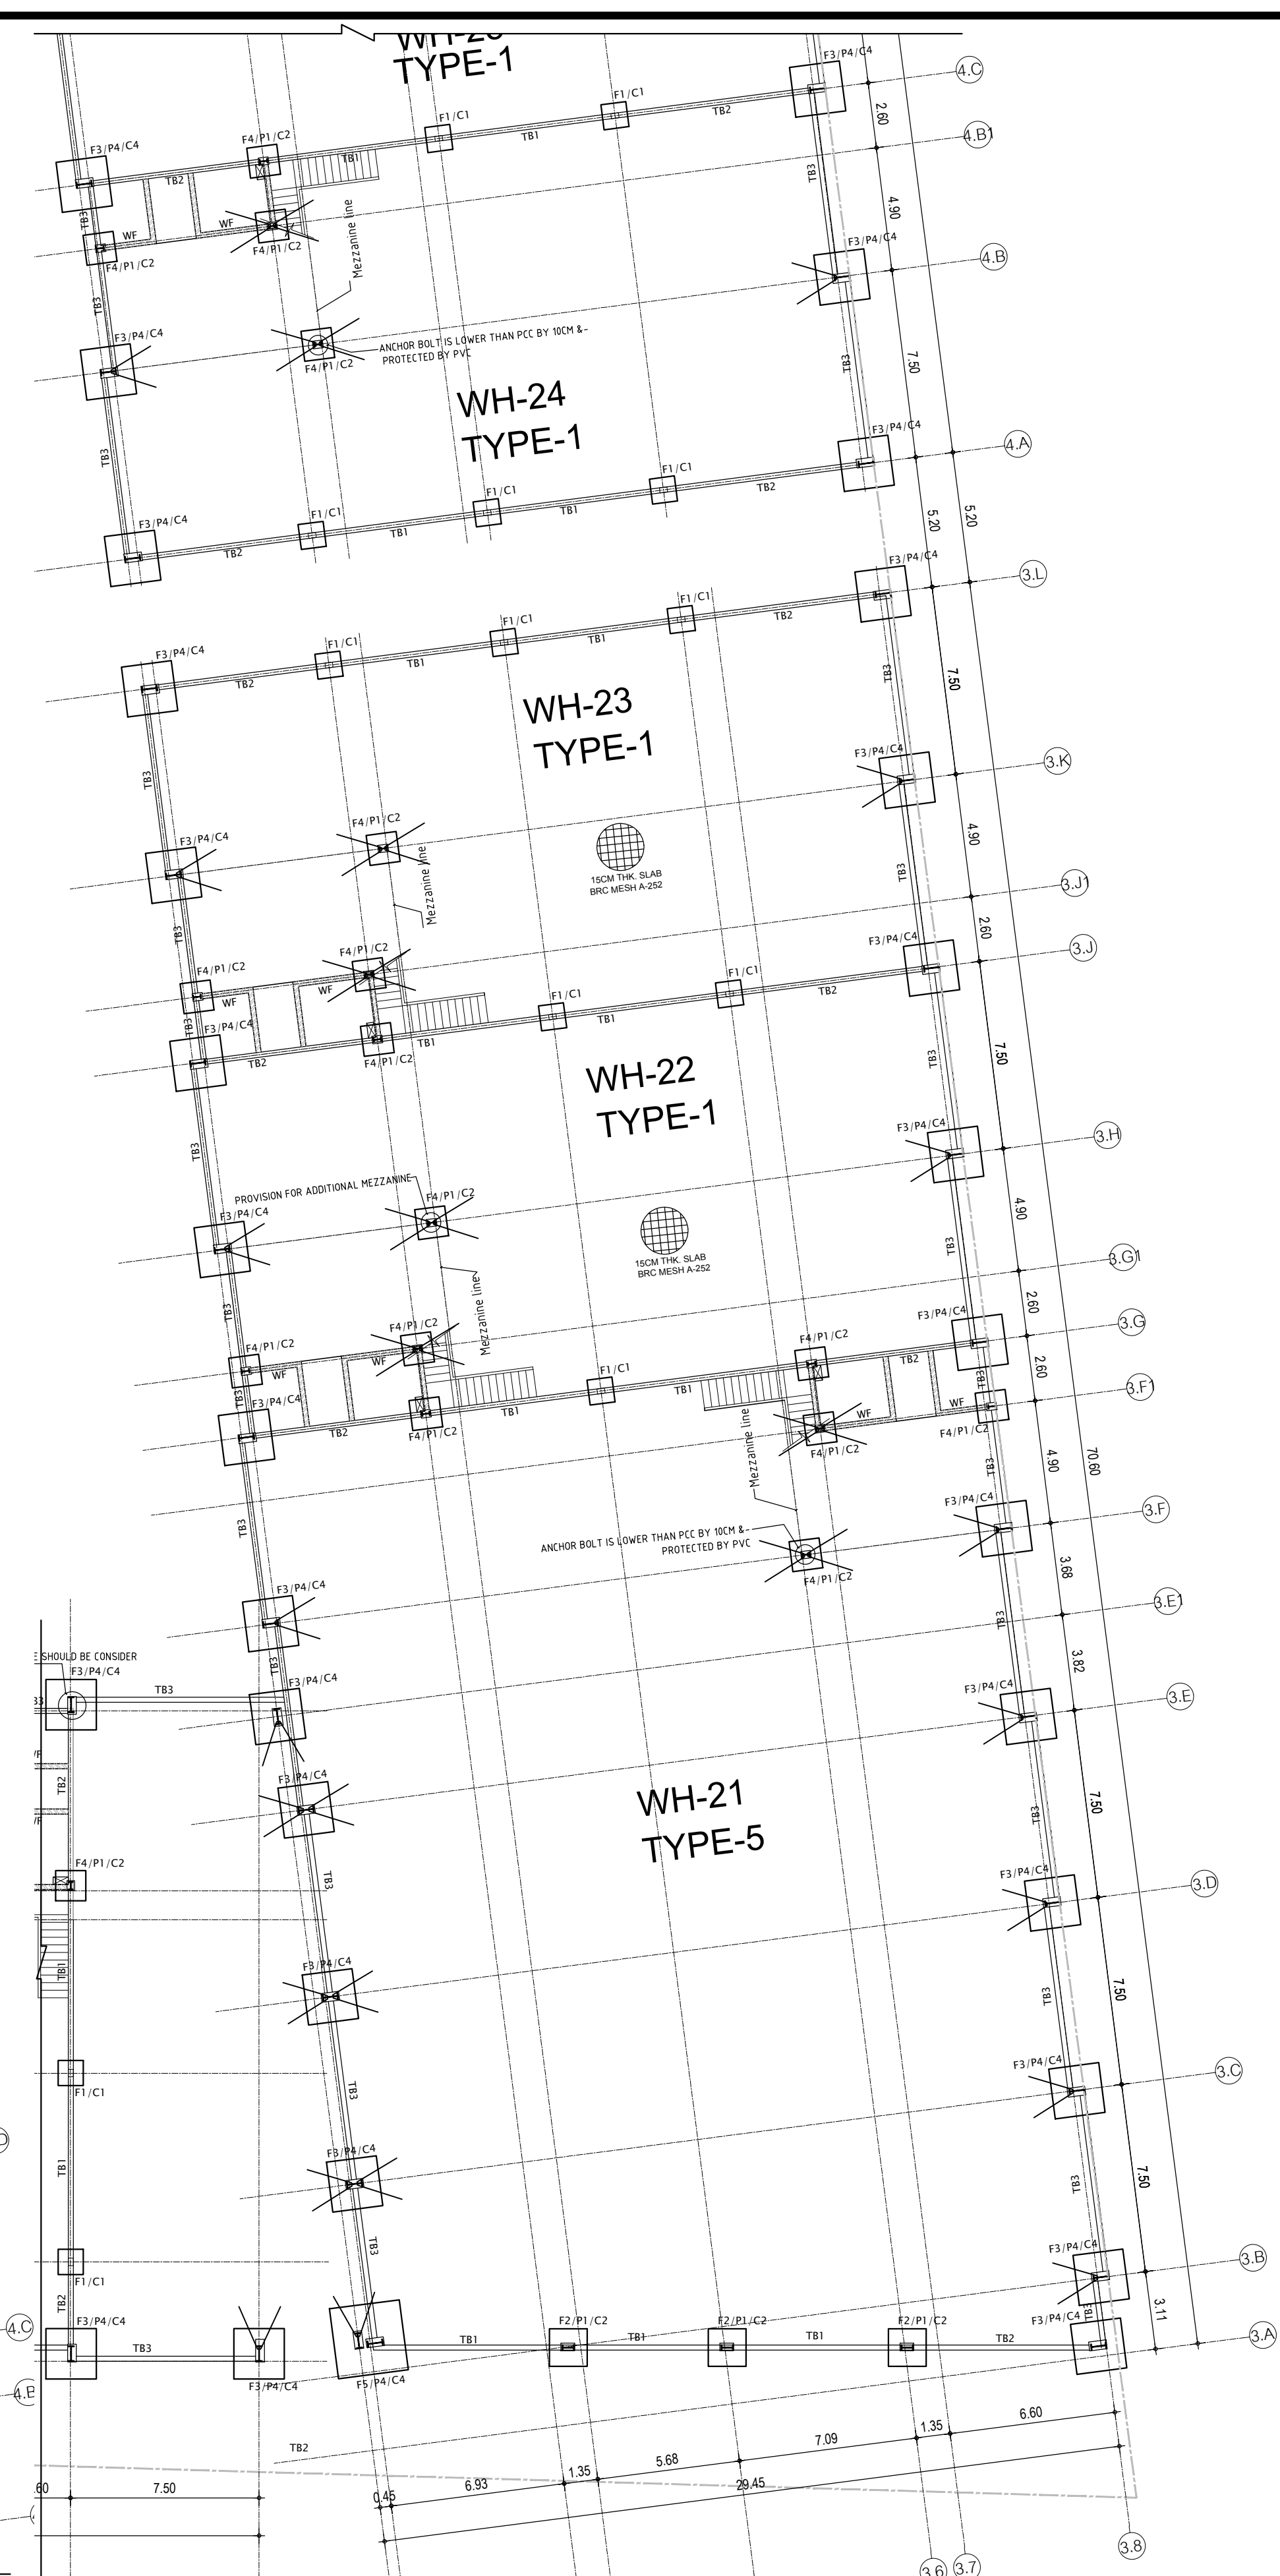 TYPE-1
F3/P4/C4
4.C
F1/C1
2.60
F1/C1
TB2
4.B1
F4/P1/C2
TB1
F3/P4/C4
TB1
TB2
TB3
TB3
WF
WF
F4/P1/C2
F4/P1/C2
Mezzanine line
4.90
F3/P4/C4
4.B
TB3
F3/P4/C4
ANCHOR BOLT IS LOWER THAN PCC BY 10CM &-
PROTECTED BY PVC
F4/P1/C2
TB3
7.50
WH-24
TYPE-1
F3/P4/C4
4.A
TB3
F1/C1
TB2
F1/C1
TB1
F3/P4/C4
F1/C1
TB1
TB2
5.20
5.20
F3/P4/C4
3.L
F1/C1
TB2
F1/C1
TB1
F3/P4/C4
F1/C1
TB1
TB2
TB3
7.50
WH-23
TYPE-1
TB3
F3/P4/C4
3.K
F4/P1/C2
F3/P4/C4
Mezzanine line
15CM THK. SLAB
BRC MESH A-252
TB3
4.90
3.J1
TB3
2.60
F3/P4/C4
3.J
F4/P1/C2
F4/P1/C2
WF
WF
F1/C1
F1/C1
TB2
TB3
F3/P4/C4
TB1
TB1
TB2
F4/P1/C2
TB3
7.50
WH-22
TYPE-1
TB3
F3/P4/C4
3.H
PROVISION FOR ADDITIONAL MEZZANINE
F4/P1/C2
F3/P4/C4
4.90
TB3
15CM THK. SLAB
BRC MESH A-252
3.G1
Mezzanine line
TB3
2.60
F3/P4/C4
3.G
F4/P1/C2
F4/P1/C2
F4/P1/C2
TB2
WF
WF
TB3
2.60
3.F1
F1/C1
TB1
TB3
F3/P4/C4
TB1
TB2
F4/P1/C2
WF
WF
F4/P1/C2
F4/P1/C2
Mezzanine line
TB3
4.90
70.60
F3/P4/C4
3.F
TB3
ANCHOR BOLT IS LOWER THAN PCC BY 10CM &-
PROTECTED BY PVC
F4/P1/C2
3.68
F3/P4/C4
3.E1
TB3
TB3
3.82
E SHOULD BE CONSIDER
F3/P4/C4
TB3
F3/P4/C4
F3/P4/C4
3.E
TB2
F3/P4/C4
7.50
TB3
WH-21
TYPE-5
F4/P1/C2
TB3
F3/P4/C4
3.D
TB1
F3/P4/C4
TB3
7.50
F1/C1
F3/P4/C4
3.C
TB3
TB1
F3/P4/C4
TB3
7.50
TB3
F1/C1
F3/P4/C4
3.B
TB2
3.11
4.C
F3/P4/C4
TB3
F2/P1/C2
F2/P1/C2
F2/P1/C2
F3/P4/C4
TB3
3.A
TB1
TB1
TB1
TB2
F3/P4/C4
F5/P4/C4
TB2
6.60
1.35
7.09
5.68
1.35
6.93
0.45
29.45
7.50
3.8
3.6
3.7